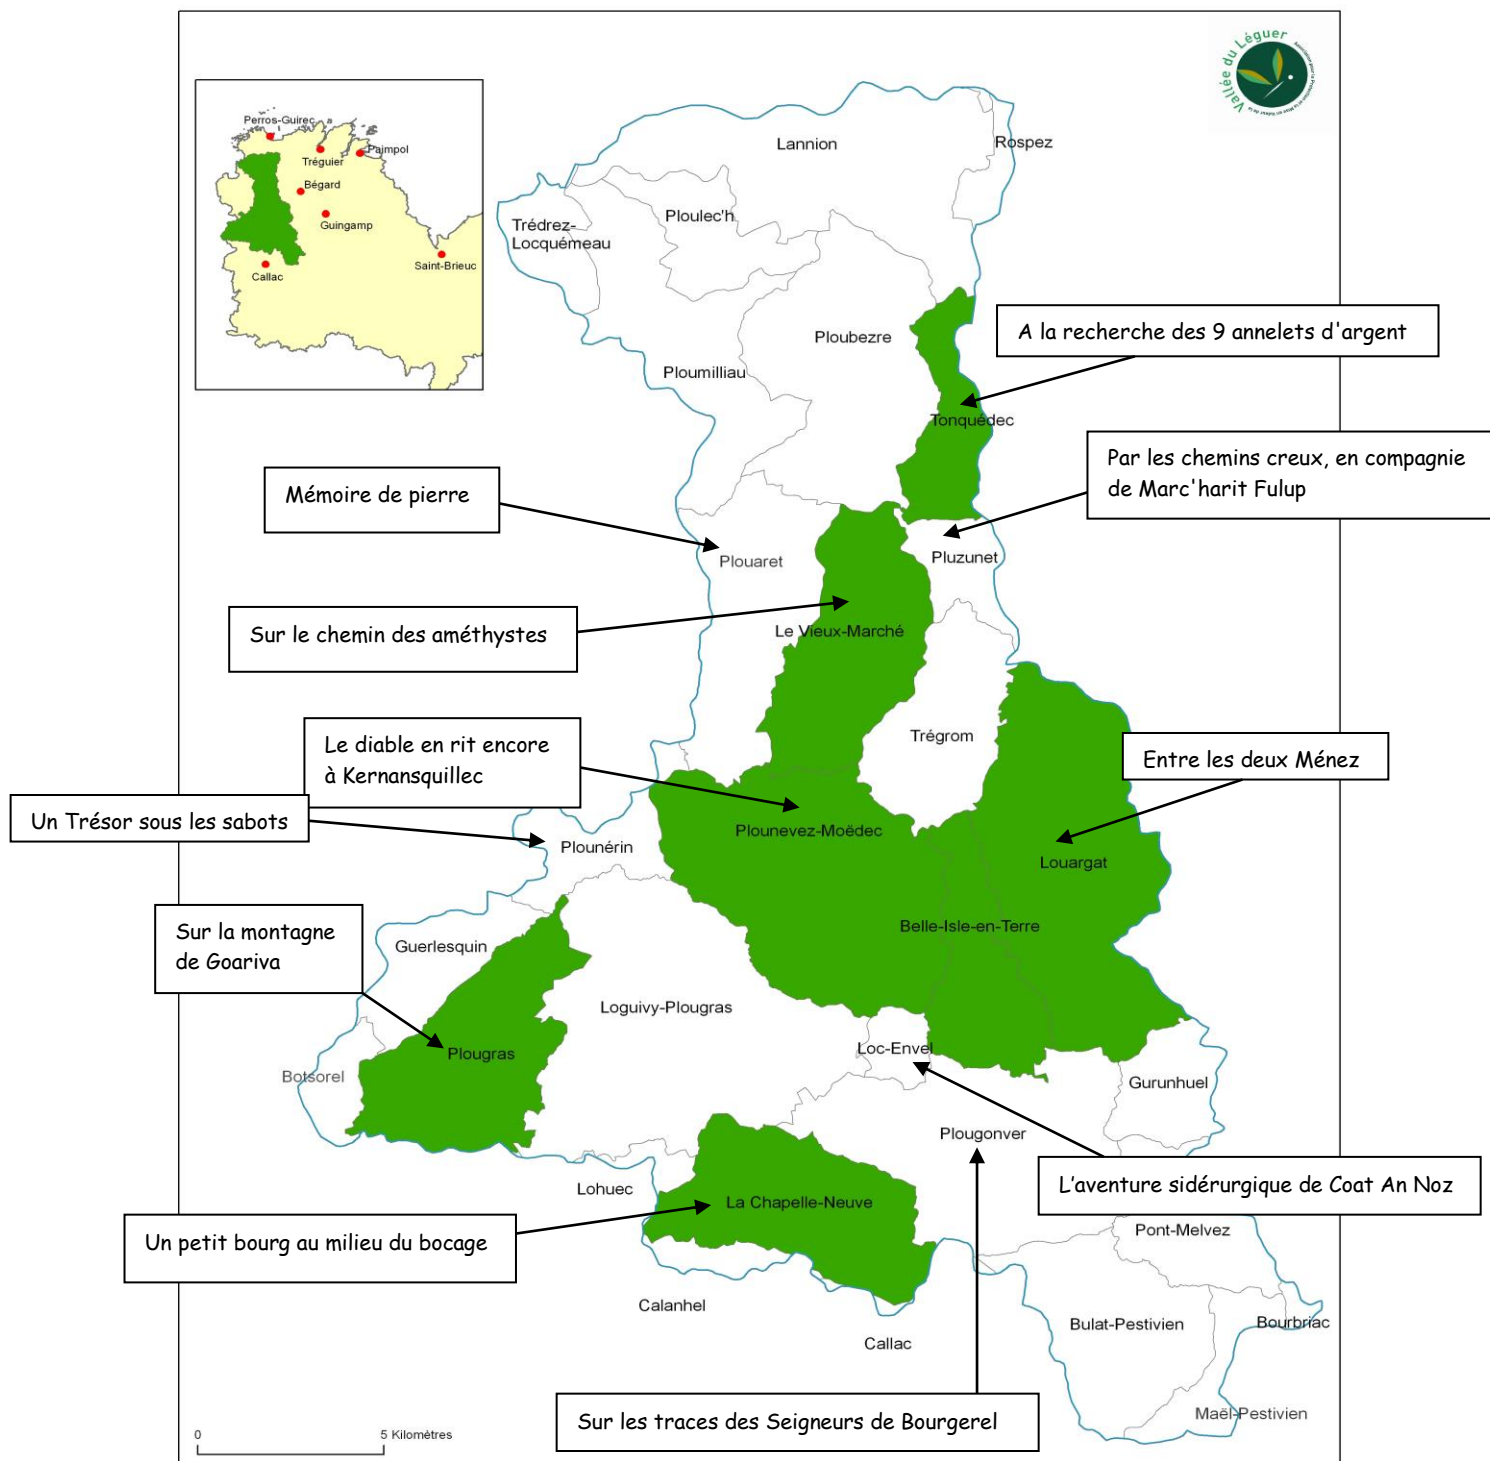 Vallée du Léguer
Perros-Guirec
Tréguier
Paimpol
Bégard
Guingamp
Saint-Brieuc
Callac
Lannion
Rospez
Ploulec'h
Trédrez-
Locquémeau
Ploubezre
A la recherche des 9 annelets d'argent
Ploumilliau
Tonquédec
Par les chemins creux, en compagnie
de Marc'harit Fulup
Mémoire de pierre
Plouaret
Pluzunet
Sur le chemin des améthystes
Le Vieux-Marché
Trégrom
Le diable en rit encore
à Kernansquillec
Entre les deux Ménez
Un Trésor sous les sabots
Plounérin
Plounevez-Moëdec
Louargat
Sur la montagne
de Goariva
Guerlesquin
Belle-Isle-en-Terre
Loguivy-Plougras
Plougras
Loc-Envel
Botsorel
Gurunhuel
Plougonver
Lohuec
L'aventure sidérurgique de Coat An Noz
La Chapelle-Neuve
Un petit bourg au milieu du bocage
Pont-Melvez
Calanhel
Callac
Bulat-Pestivien
Bourbriac
Sur les traces des Seigneurs de Bourgerel
Maël-Pestivien
0 5 Kilomètres